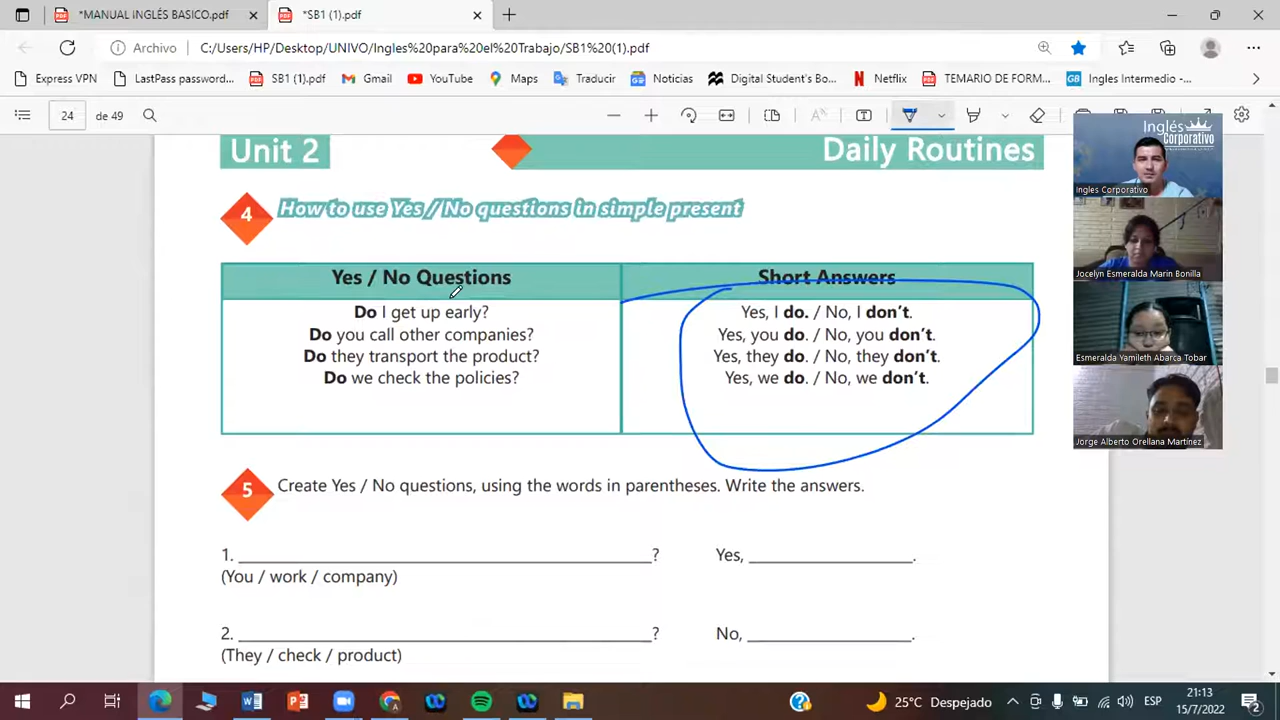 *MANUAL INGLÉS BASICO.pdf
*SB1 (1).pdf
Archivo
C:/Users/HP/Desktop/UNIVO/Ingles%20para%20el%20Trabajo/SB1%20(1).pdf
Express VPN
LastPass password...
SB1 (1).pdf
Gmail
YouTube
Maps
Traducir
Noticias
Digital Student's Bo...
Netflix
TEMARIO DE FORM...
Ingles Intermedio -...
24
de 49
Unit 2
Daily Routines
4
How to use Yes / No questions in simple present
Yes / No Questions
Short Answers
Do I get up early?
Yes, I do. / No, I don't.
Do you call other companies?
Yes, you do. / No, you don't.
Do they transport the product?
Yes, they do. / No, they don't.
Do we check the policies?
Yes, we do. / No, we don't.
5
Create Yes / No questions, using the words in parentheses. Write the answers.
1. ______________________________?
Yes, ______________.
(You / work / company)
2. ______________________________?
No, ______________.
(They / check / product)
Inglés
Corporativo
Ingles Corporativo
Jocelyn Esmeralda Marin Bonilla
Esmeralda Yamileth Abarca Tobar
Jorge Alberto Orellana Martínez
25°C Despejado
ESP
21:13
15/7/2022
2